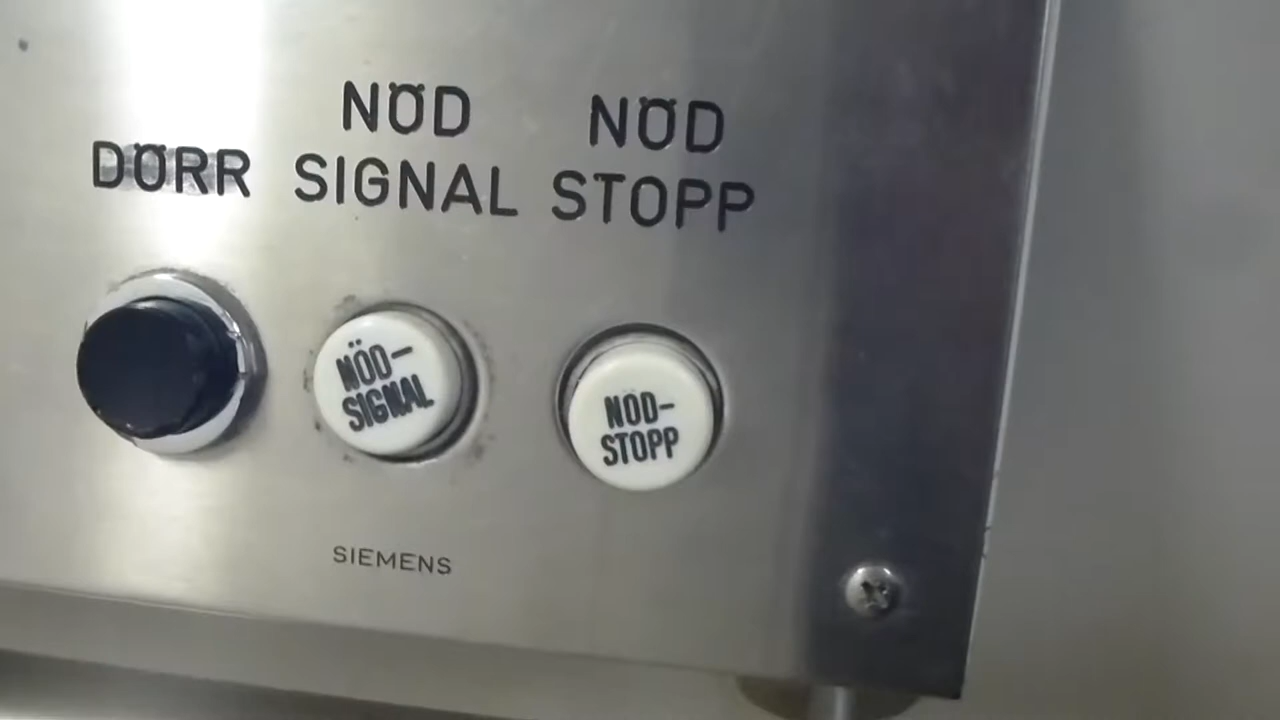 DÖRR
NÖD
SIGNAL
NÖD
STOPP
NÖD-
SIGNAL
NÖD-
STOPP
SIEMENS